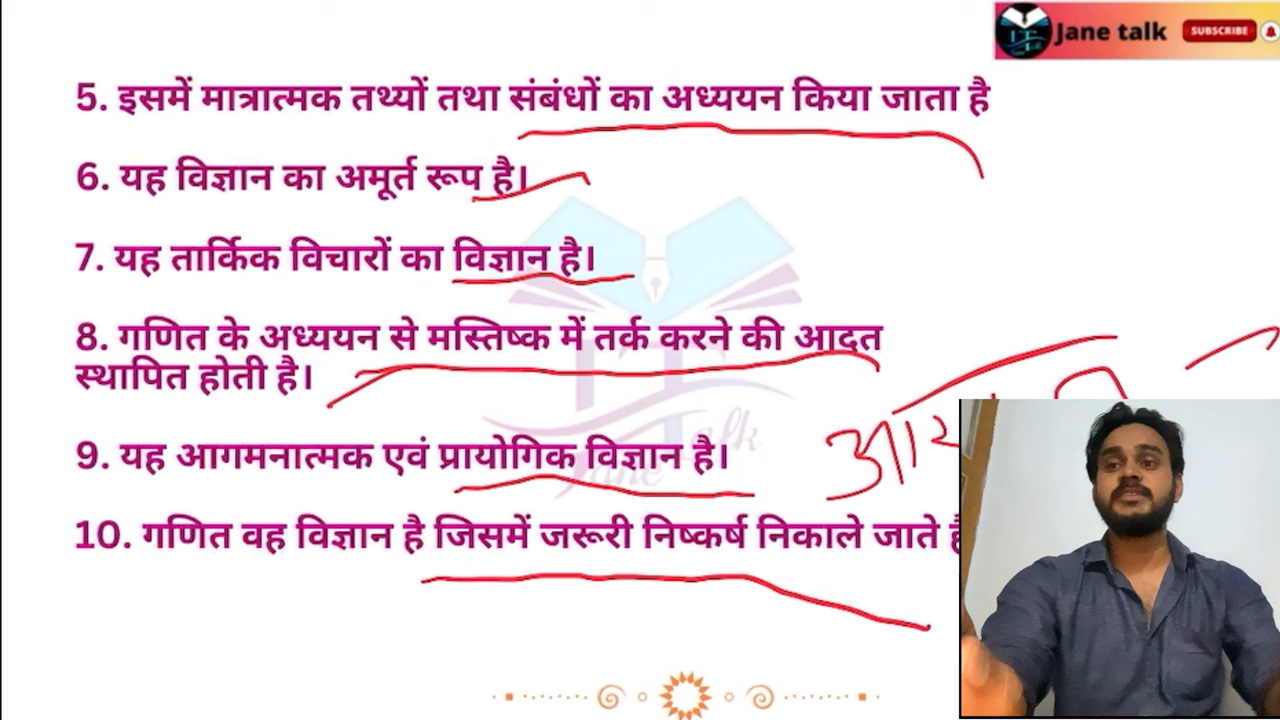 Jane talk SUBSCRIBE
5. इसमें मात्रात्मक तथ्यों तथा संबंधों का अध्ययन किया जाता है
6. यह विज्ञान का अमूर्त रूप है।
7. यह तार्किक विचारों का विज्ञान है।
8. गणित के अध्ययन से मस्तिष्क में तर्क करने की आदत
स्थापित होती है।
9. यह आगमनात्मक एवं प्रायोगिक विज्ञान है।
10. गणित वह विज्ञान है जिसमें जरूरी निष्कर्ष निकाले जाते